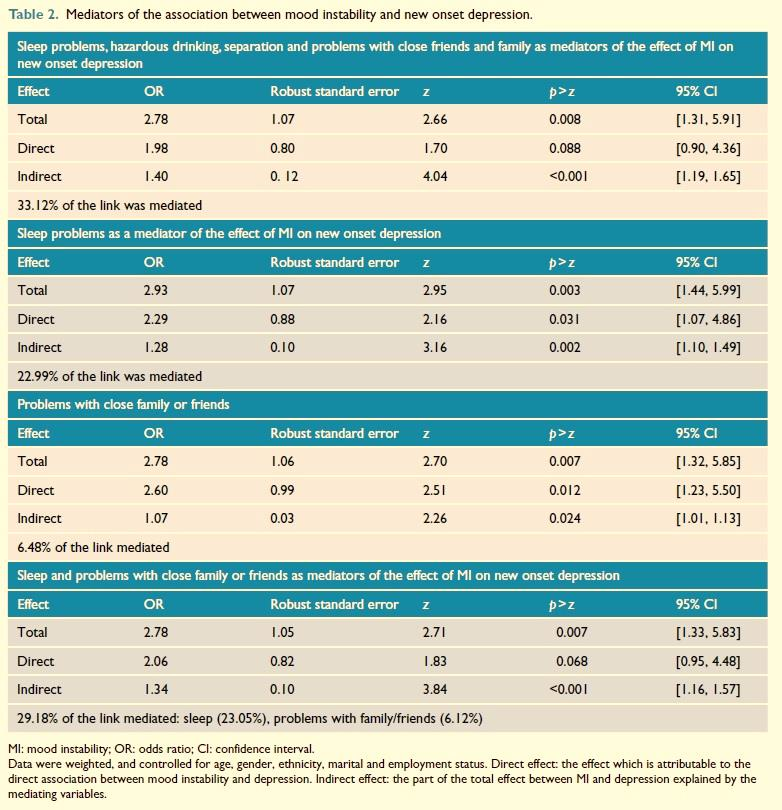 Table 2. Mediators of the association between mood instability and new onset depression.
Sleep problems, hazardous drinking, separation and problems with close friends and family as mediators of the effect of MI on
new onset depression
Effect OR Robust standard error z p>z 95% CI
Total 2.78 1.07 2.66 0.008 [1.31, 5.91]
Direct 1.98 0.80 1.70 0.088 [0.90, 4.36]
Indirect 1.40 0. 12 4.04 <0.001 [1.19, 1.65]
33.12% of the link was mediated
Sleep problems as a mediator of the effect of MI on new onset depression
Effect OR Robust standard error z p>z 95% CI
Total 2.93 1.07 2.95 0.003 [1.44, 5.99]
Direct 2.29 0.88 2.16 0.031 [1.07, 4.86]
Indirect 1.28 0.10 3.16 0.002 [1.10, 1.49]
22.99% of the link was mediated
Problems with close family or friends
Effect OR Robust standard error z p>z 95% CI
Total 2.78 1.06 2.70 0.007 [1.32, 5.85]
Direct 2.60 0.99 2.51 0.012 [1.23, 5.50]
Indirect 1.07 0.03 2.26 0.024 [1.01, 1.13]
6.48% of the link mediated
Sleep and problems with close family or friends as mediators of the effect of MI on new onset depression
Effect OR Robust standard error z p>z 95% CI
Total 2.78 1.05 2.71 0.007 [1.33, 5.83]
Direct 2.06 0.82 1.83 0.068 [0.95, 4.48]
Indirect 1.34 0.10 3.84 <0.001 [1.16, 1.57]
29.18% of the link mediated: sleep (23.05%), problems with family/friends (6.12%)
MI: mood instability; OR: odds ratio; CI: confidence interval.
Data were weighted, and controlled for age, gender, ethnicity, marital and employment status. Direct effect: the effect which is attributable to the
direct association between mood instability and depression. Indirect effect: the part of the total effect between MI and depression explained by the
mediating variables.